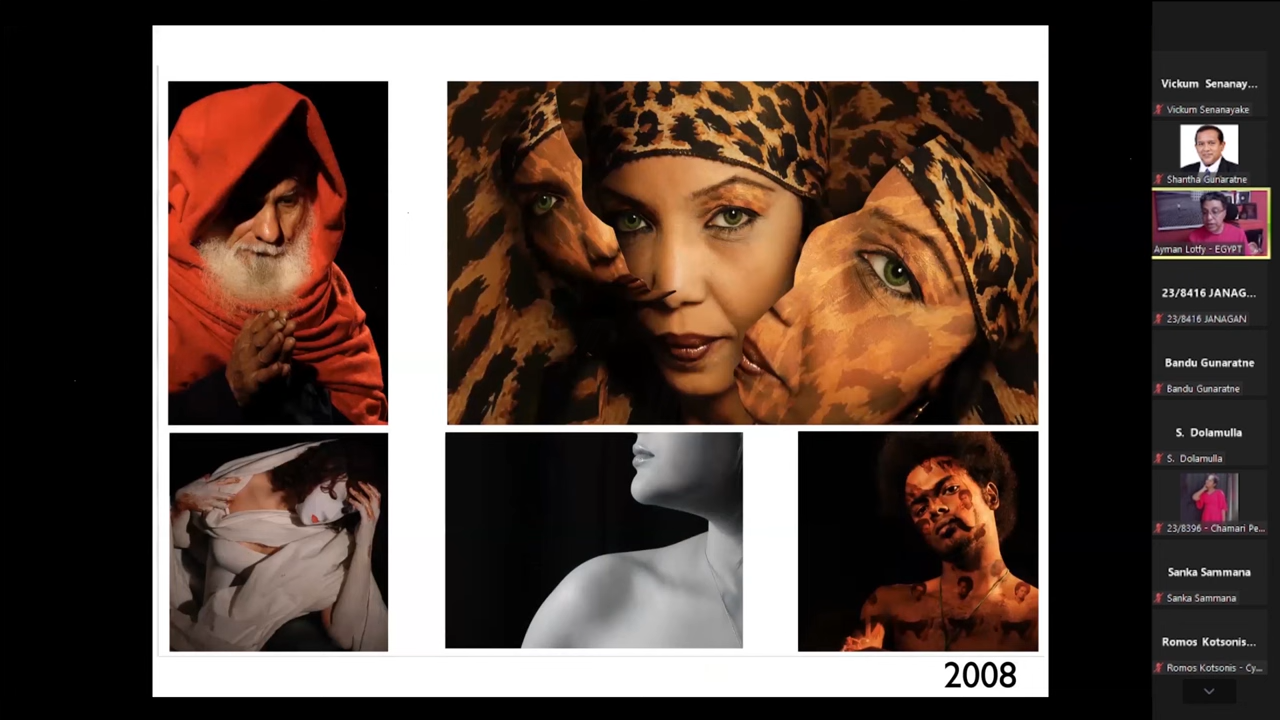 2008
Vickum Senanay...
Vickum Senanayake
Shantha Gunaratne
Ayman Lotfy - EGYPT
23/8416 JANAG...
23/8416 JANAGAN
Bandu Gunaratne
Bandu Gunaratne
S. Dolamulla
S. Dolamulla
23/8396 - Chamari Pe...
Sanka Sammana
Sanka Sammana
Romos Kotsonis...
Romos Kotsonis - Cy...